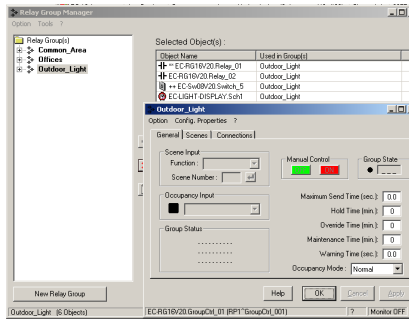 Relay Group Manager
Option Tools ?
Relay Group(s)
Common_Area
Offices
Outdoor_Light
Selected Object(s) :
Object Name Used in Group(s)
** EC-RG16V20.Relay_01 Outdoor_Light
EC-RG16V20.Relay_02 Outdoor_Light
++ EC-Sw08V20.Switch_5 Outdoor_Light
EC-LIGHT-DISPLAY.Sch1 Outdoor_Light
Outdoor_Light
Option Config. Properties ?
General Scenes Connections
Scene Input
Function :
Scene Number :
Manual Control
Group State
Occupancy Input
Group Status
Maximum Send Time (sec.): 0.0
Hold Time (min.): 0
Override Time (min.): 0
Maintenance Time (min.): 0
Warning Time (sec.): 0.0
Occupancy Mode : Normal
New Relay Group
Help OK Cancel Apply
Outdoor_Light (6 Objects)
EC-RG16V20.GroupCtrl_01 (RP1~GroupCtrl_001) ? Monitor OFF